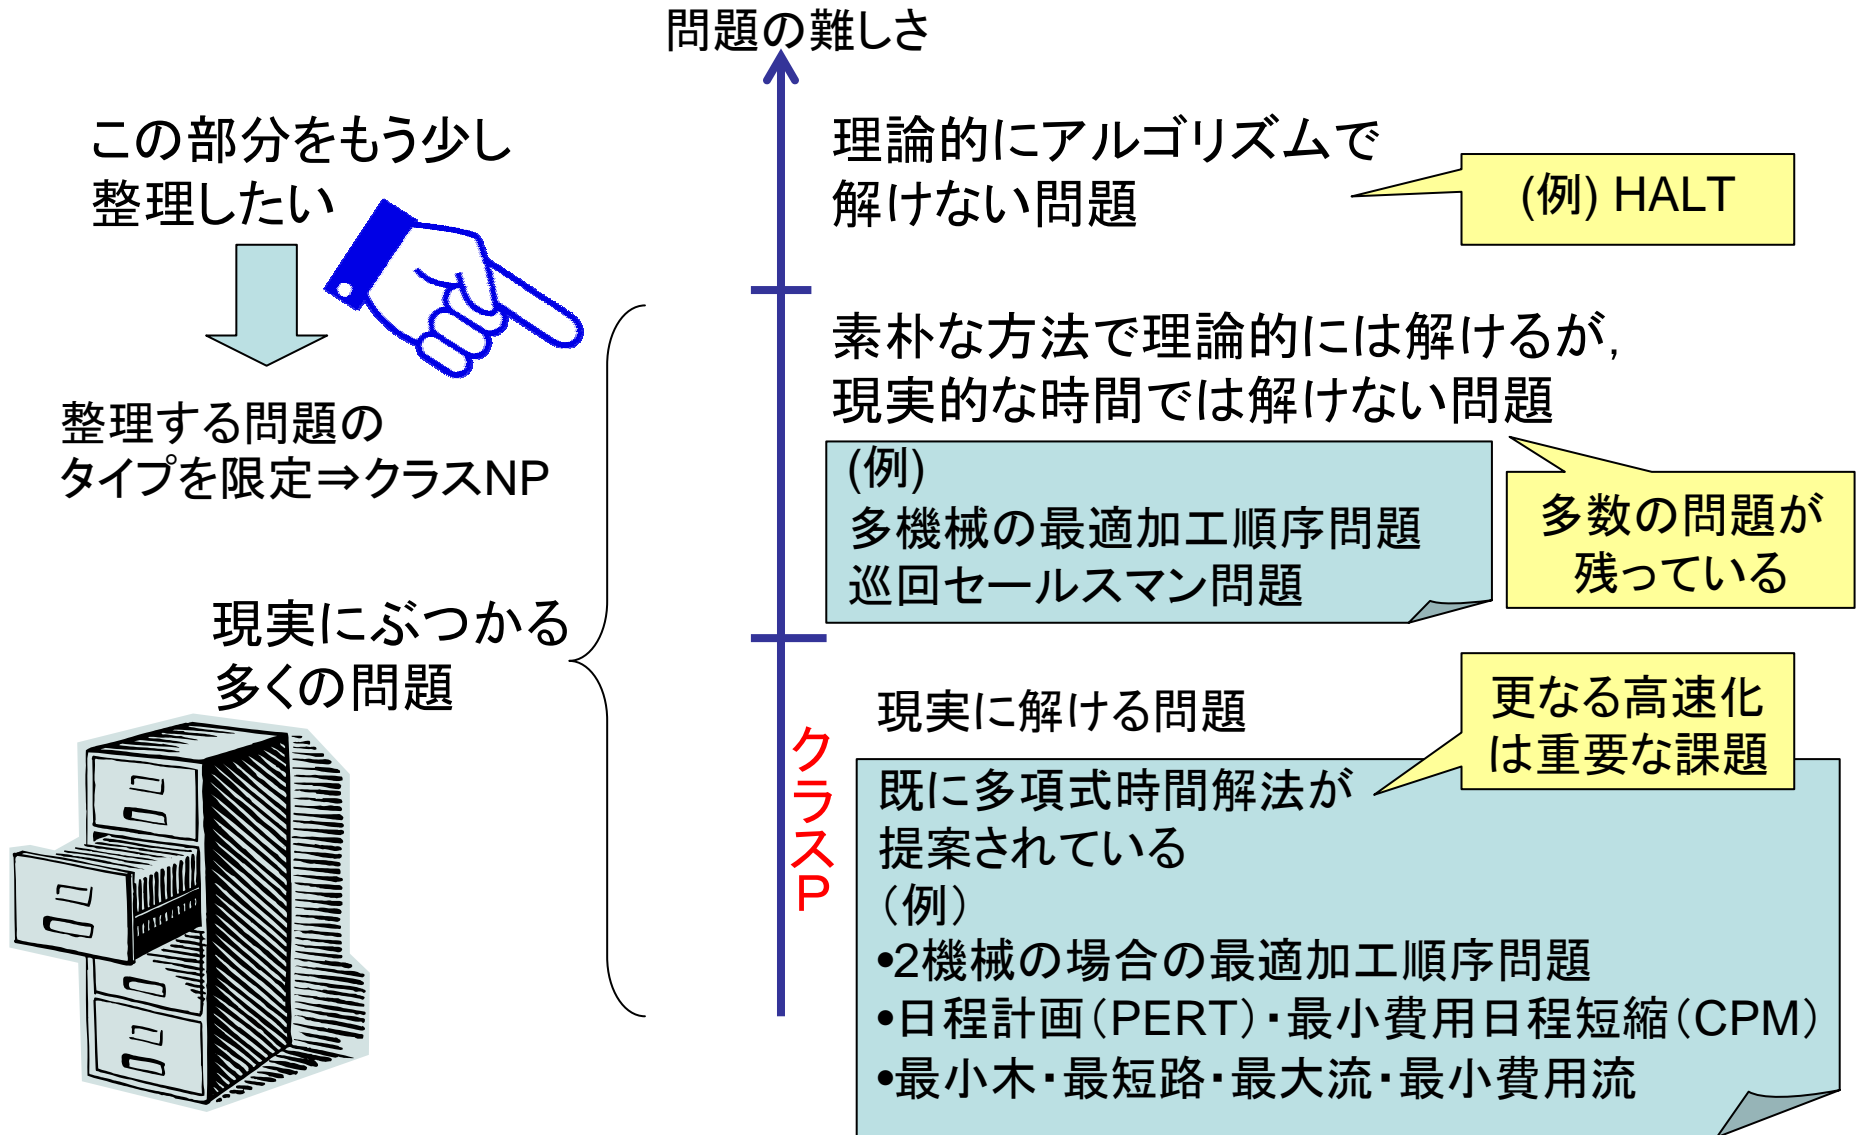 問題の難しさ
この部分をもう少し
整理したい
理論的にアルゴリズムで
解けない問題
(例) HALT
素朴な方法で理論的には解けるが,
現実的な時間では解けない問題
整理する問題の
タイプを限定⇒クラスNP
(例)
多機械の最適加工順序問題
巡回セールスマン問題
多数の問題が
残っている
現実にぶつかる
多くの問題
クラスP
現実に解ける問題
更なる高速化
は重要な課題
既に多項式時間解法が
提案されている
（例）
•2機械の場合の最適加工順序問題
•日程計画（PERT）・最小費用日程短縮（CPM）
•最小木・最短路・最大流・最小費用流